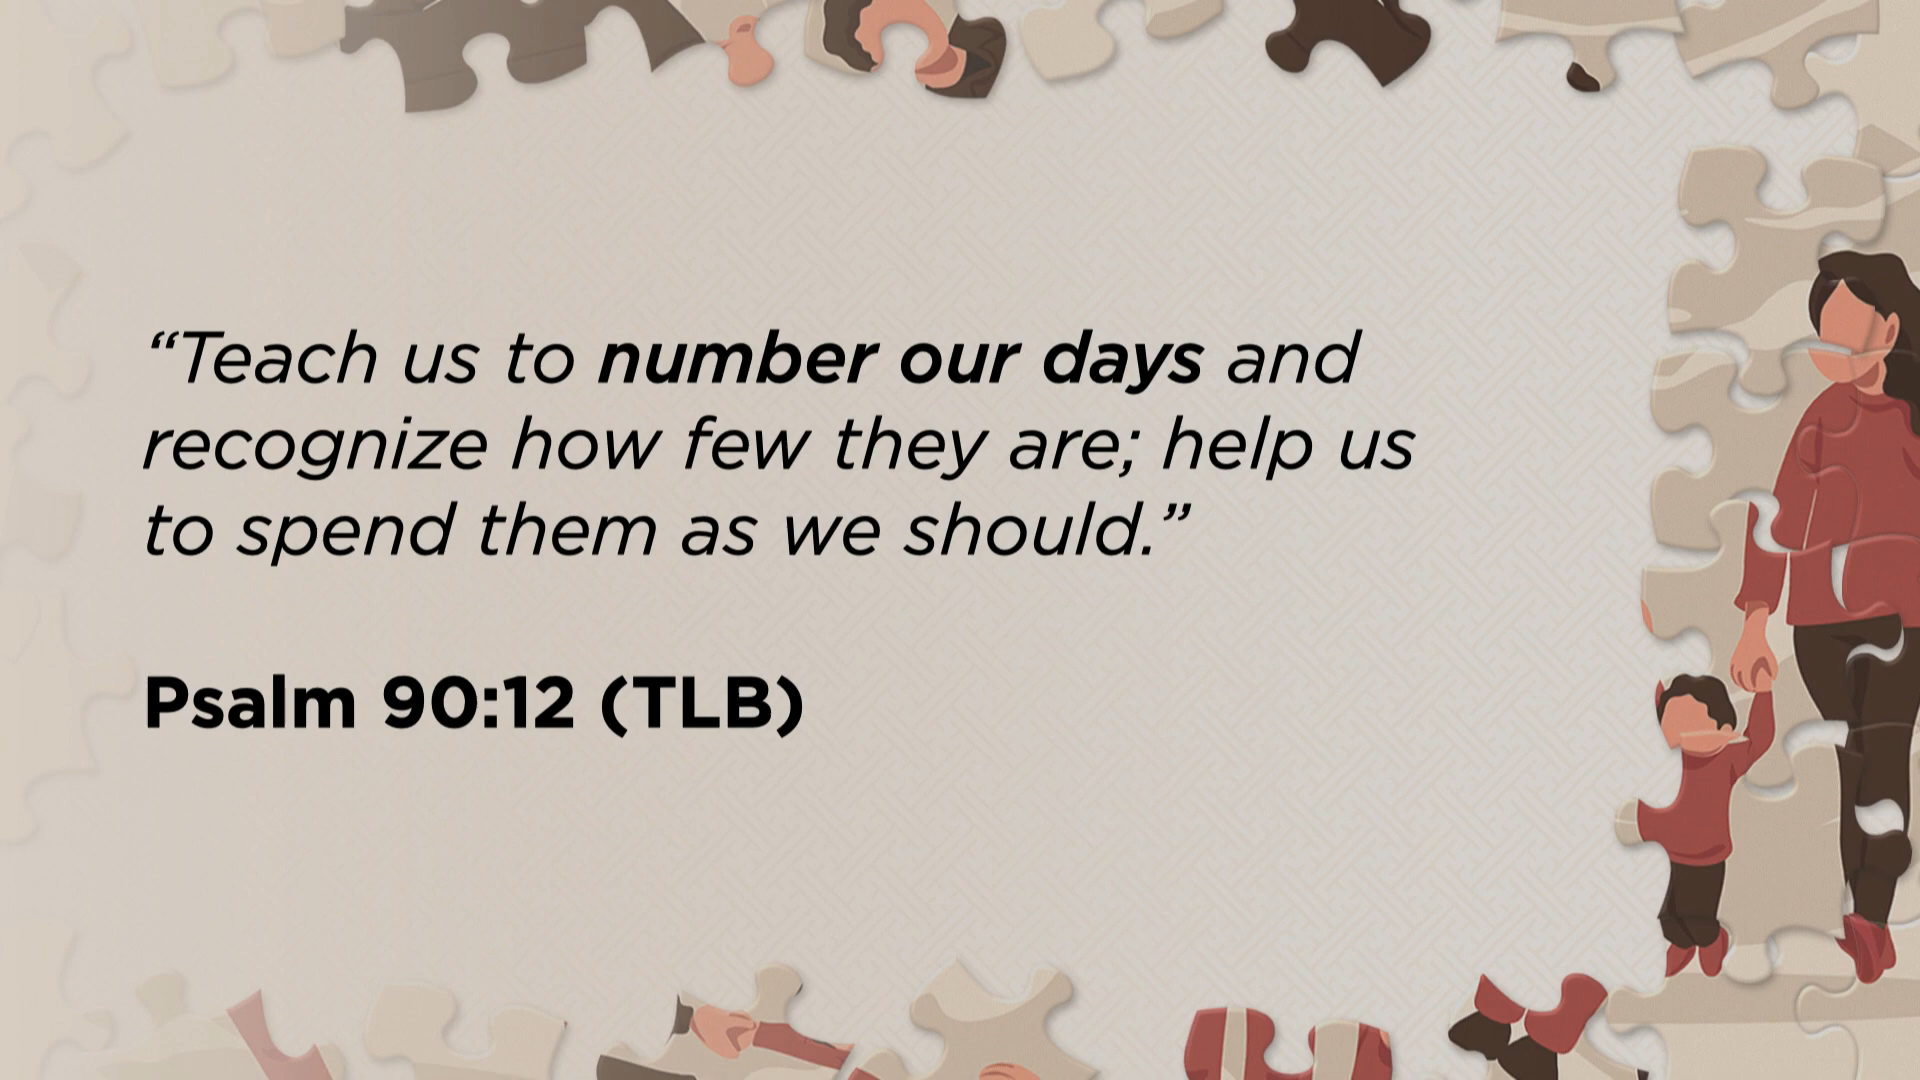 “Teach us to number our days and
recognize how few they are; help us
to spend them as we should.”
Psalm 90:12 (TLB)